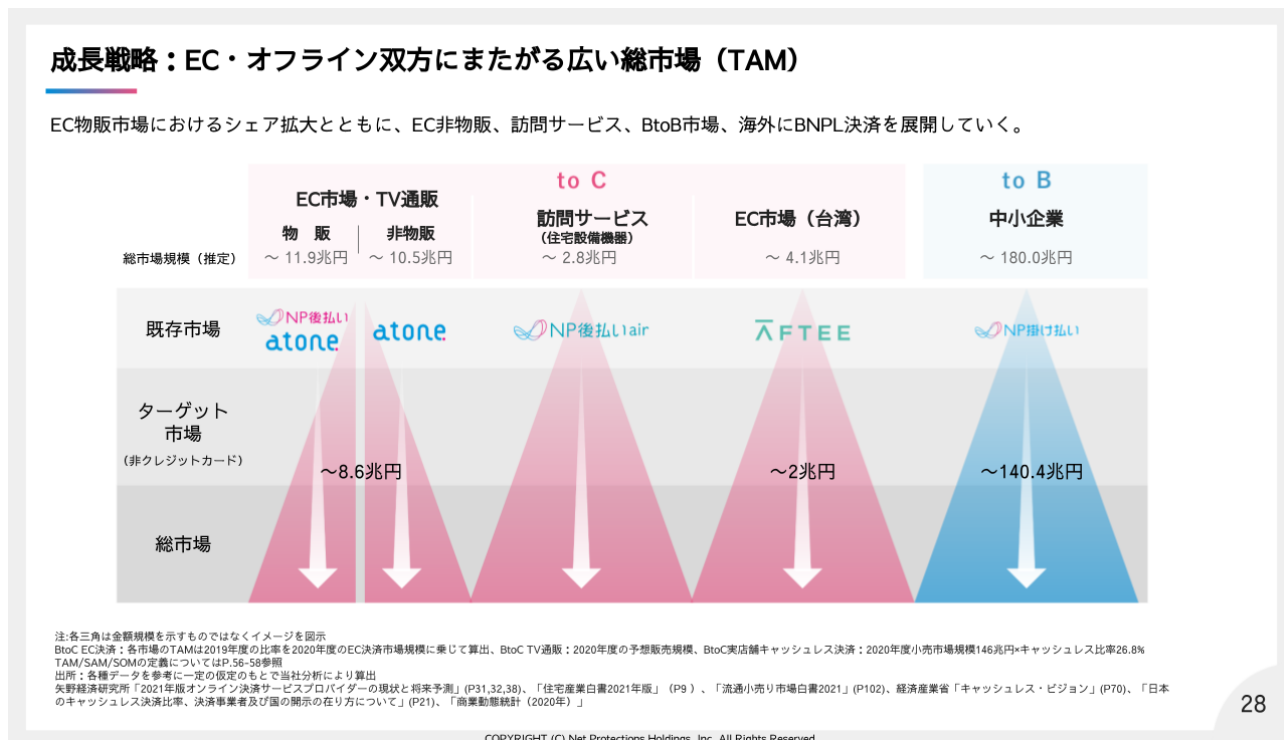 成長戦略：EC・オフライン双方にまたがる広い総市場（TAM）
EC物販市場におけるシェア拡大とともに、EC非物販、訪問サービス、BtoB市場、海外にBNPL決済を展開していく。
to C
to B
EC市場・TV通販
物　販
非物販
訪問サービス
（住宅設備機器）
EC市場（台湾）
中小企業
総市場規模（推定）
～ 11.9兆円
～ 10.5兆円
～ 2.8兆円
～ 4.1兆円
～ 180.0兆円
既存市場
NP後払い
atone
atone
NP後払いair
AFTEE
NP掛け払い
ターゲット
市場
（非クレジットカード）
～8.6兆円
～2兆円
～140.4兆円
総市場
注:各三角は金額規模を示すものではなくイメージを図示
BtoC EC決済：各市場のTAMは2019年度の比率を2020年度のEC決済市場規模に乗じて算出、BtoC TV通販：2020年度の予想販売規模、BtoC実店舗キャッシュレス決済：2020年度小売市場規模146兆円×キャッシュレス比率26.8%
TAM/SAM/SOMの定義についてはP.56-58参照
出所：各種データを参考に一定の仮定のもとで当社分析により算出
矢野経済研究所「2021年版オンライン決済サービスプロバイダーの現状と将来予測」(P31,32,38)、「住宅産業白書2021年版」（P9 ）、「流通小売り市場白書2021」(P102)、経済産業省「キャッシュレス・ビジョン」(P70)、「日本
のキャッシュレス決済比率、決済事業者及び国の開示の在り方について」(P21)、「商業動態統計（2020年）」
28
COPYRIGHT (C) Net Protections Holdings, Inc. All Rights Reserved